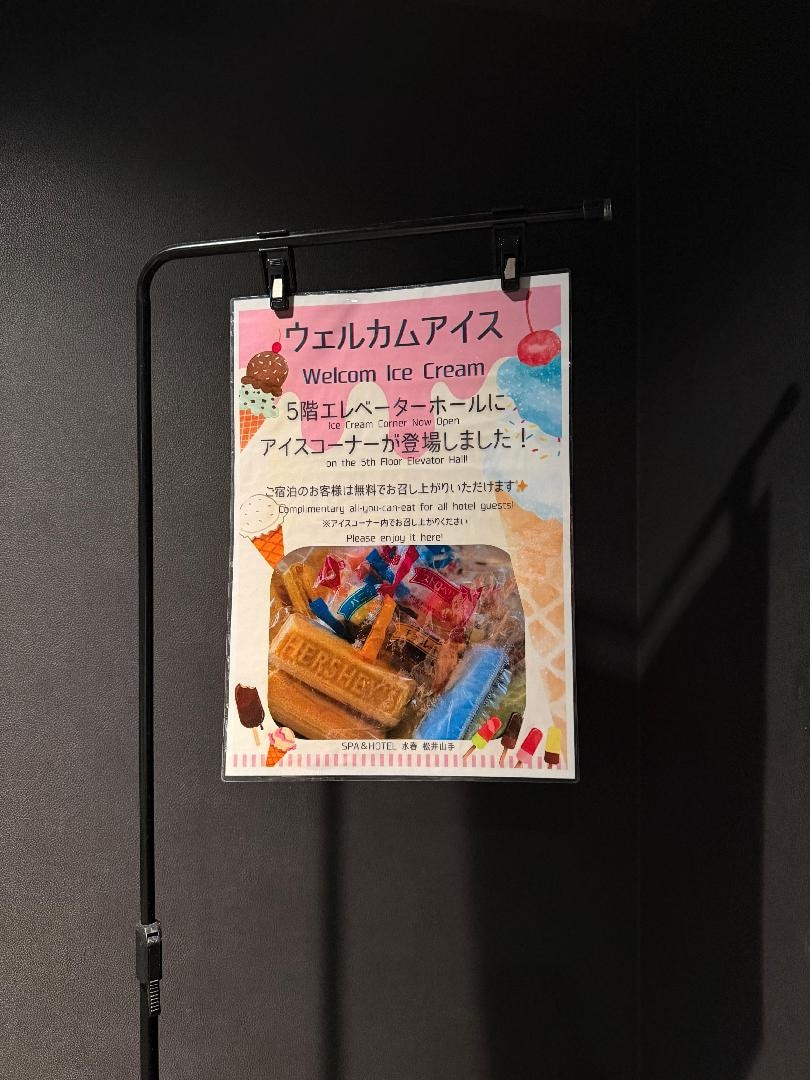 ウェルカムアイス
Welcom Ice Cream
5階エレベーターホールに
Ice Cream Corner Now Open
アイスコーナーが登場しました！
on the 5th Floor Elevator Hall!
ご宿泊のお客様は無料でお召し上がりいただけます
Complimentary all-you-can-eat for all hotel guests!
※アイスコーナー内でお召し上がりください
Please enjoy it here!
HERSHEY'S
SPA&HOTEL 水春 松井山手